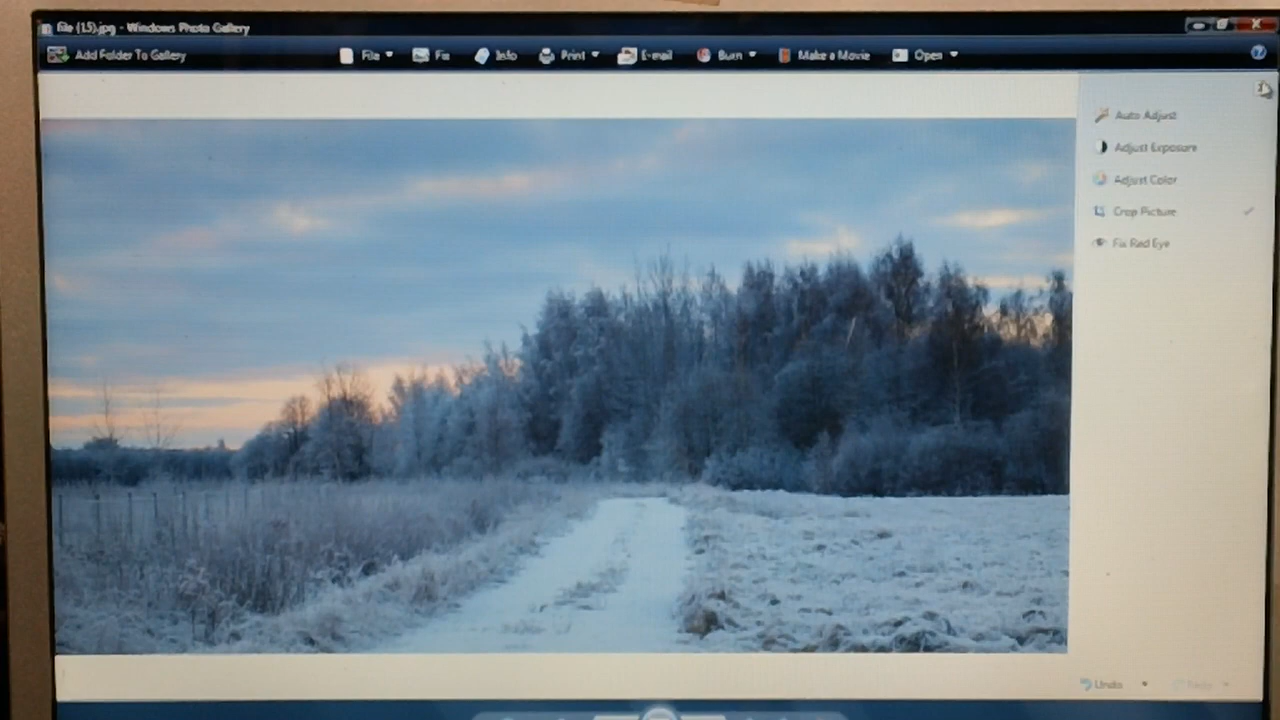 file (15).jpg - Windows Photo Gallery
Add Folder To Gallery File Fix Info Print E-mail Burn Make a Movie Open
Auto Adjust
Adjust Exposure
Adjust Color
Crop Picture
Fix Red Eye
Undo